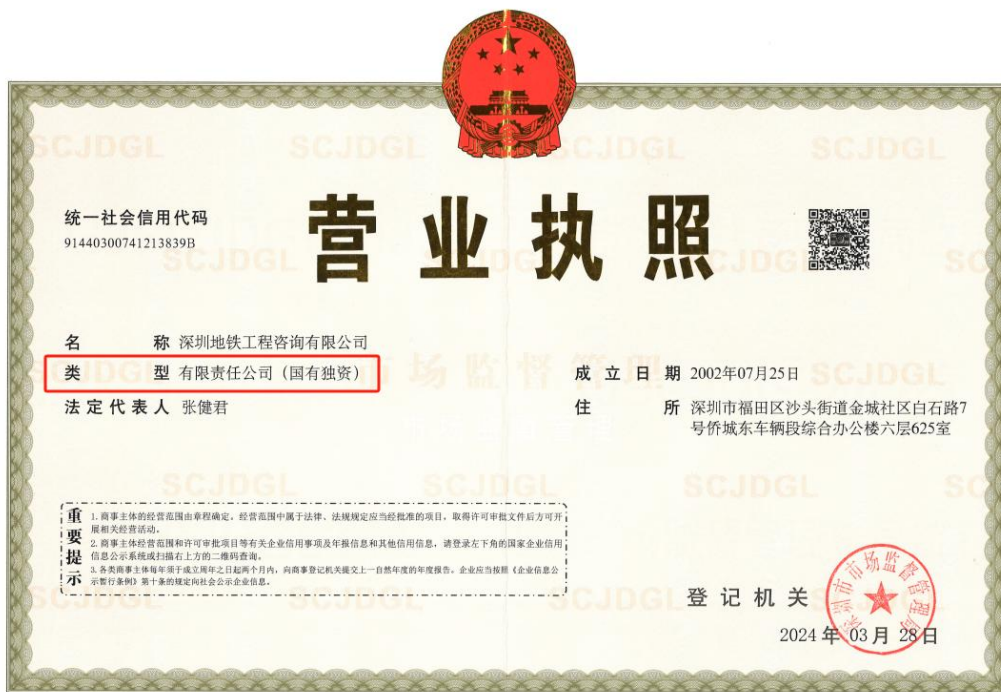 营业执照
统一社会信用代码
91440300741213839B
名 称 深圳地铁工程咨询有限公司
类 型 有限责任公司（国有独资）
法定代表人 张健君
成立日期 2002年07月25日
住 所 深圳市福田区沙头街道金城社区白石路7
号侨城东车辆段综合办公楼六层625室
重要提示
1. 商事主体的经营范围由章程确定。经营范围中属于法律、法规规定应当经批准的项目，取得许可审批文件后方可开
展相关经营活动。
2. 商事主体经营范围和许可审批项目等有关企业信用事项及年报信息和其他信用信息，请登录左下角的国家企业信用
信息公示系统或扫描右上方的二维码查询。
3. 各类商事主体每年须于成立周年之日起两个月内，向商事登记机关提交上一自然年度的年度报告。企业应当按照《企业信息公
示暂行条例》第十条的规定向社会公示企业信息。
登记机关
深圳市市场监督管理局
2024年03月28日
SCJDGL
市场监督管理